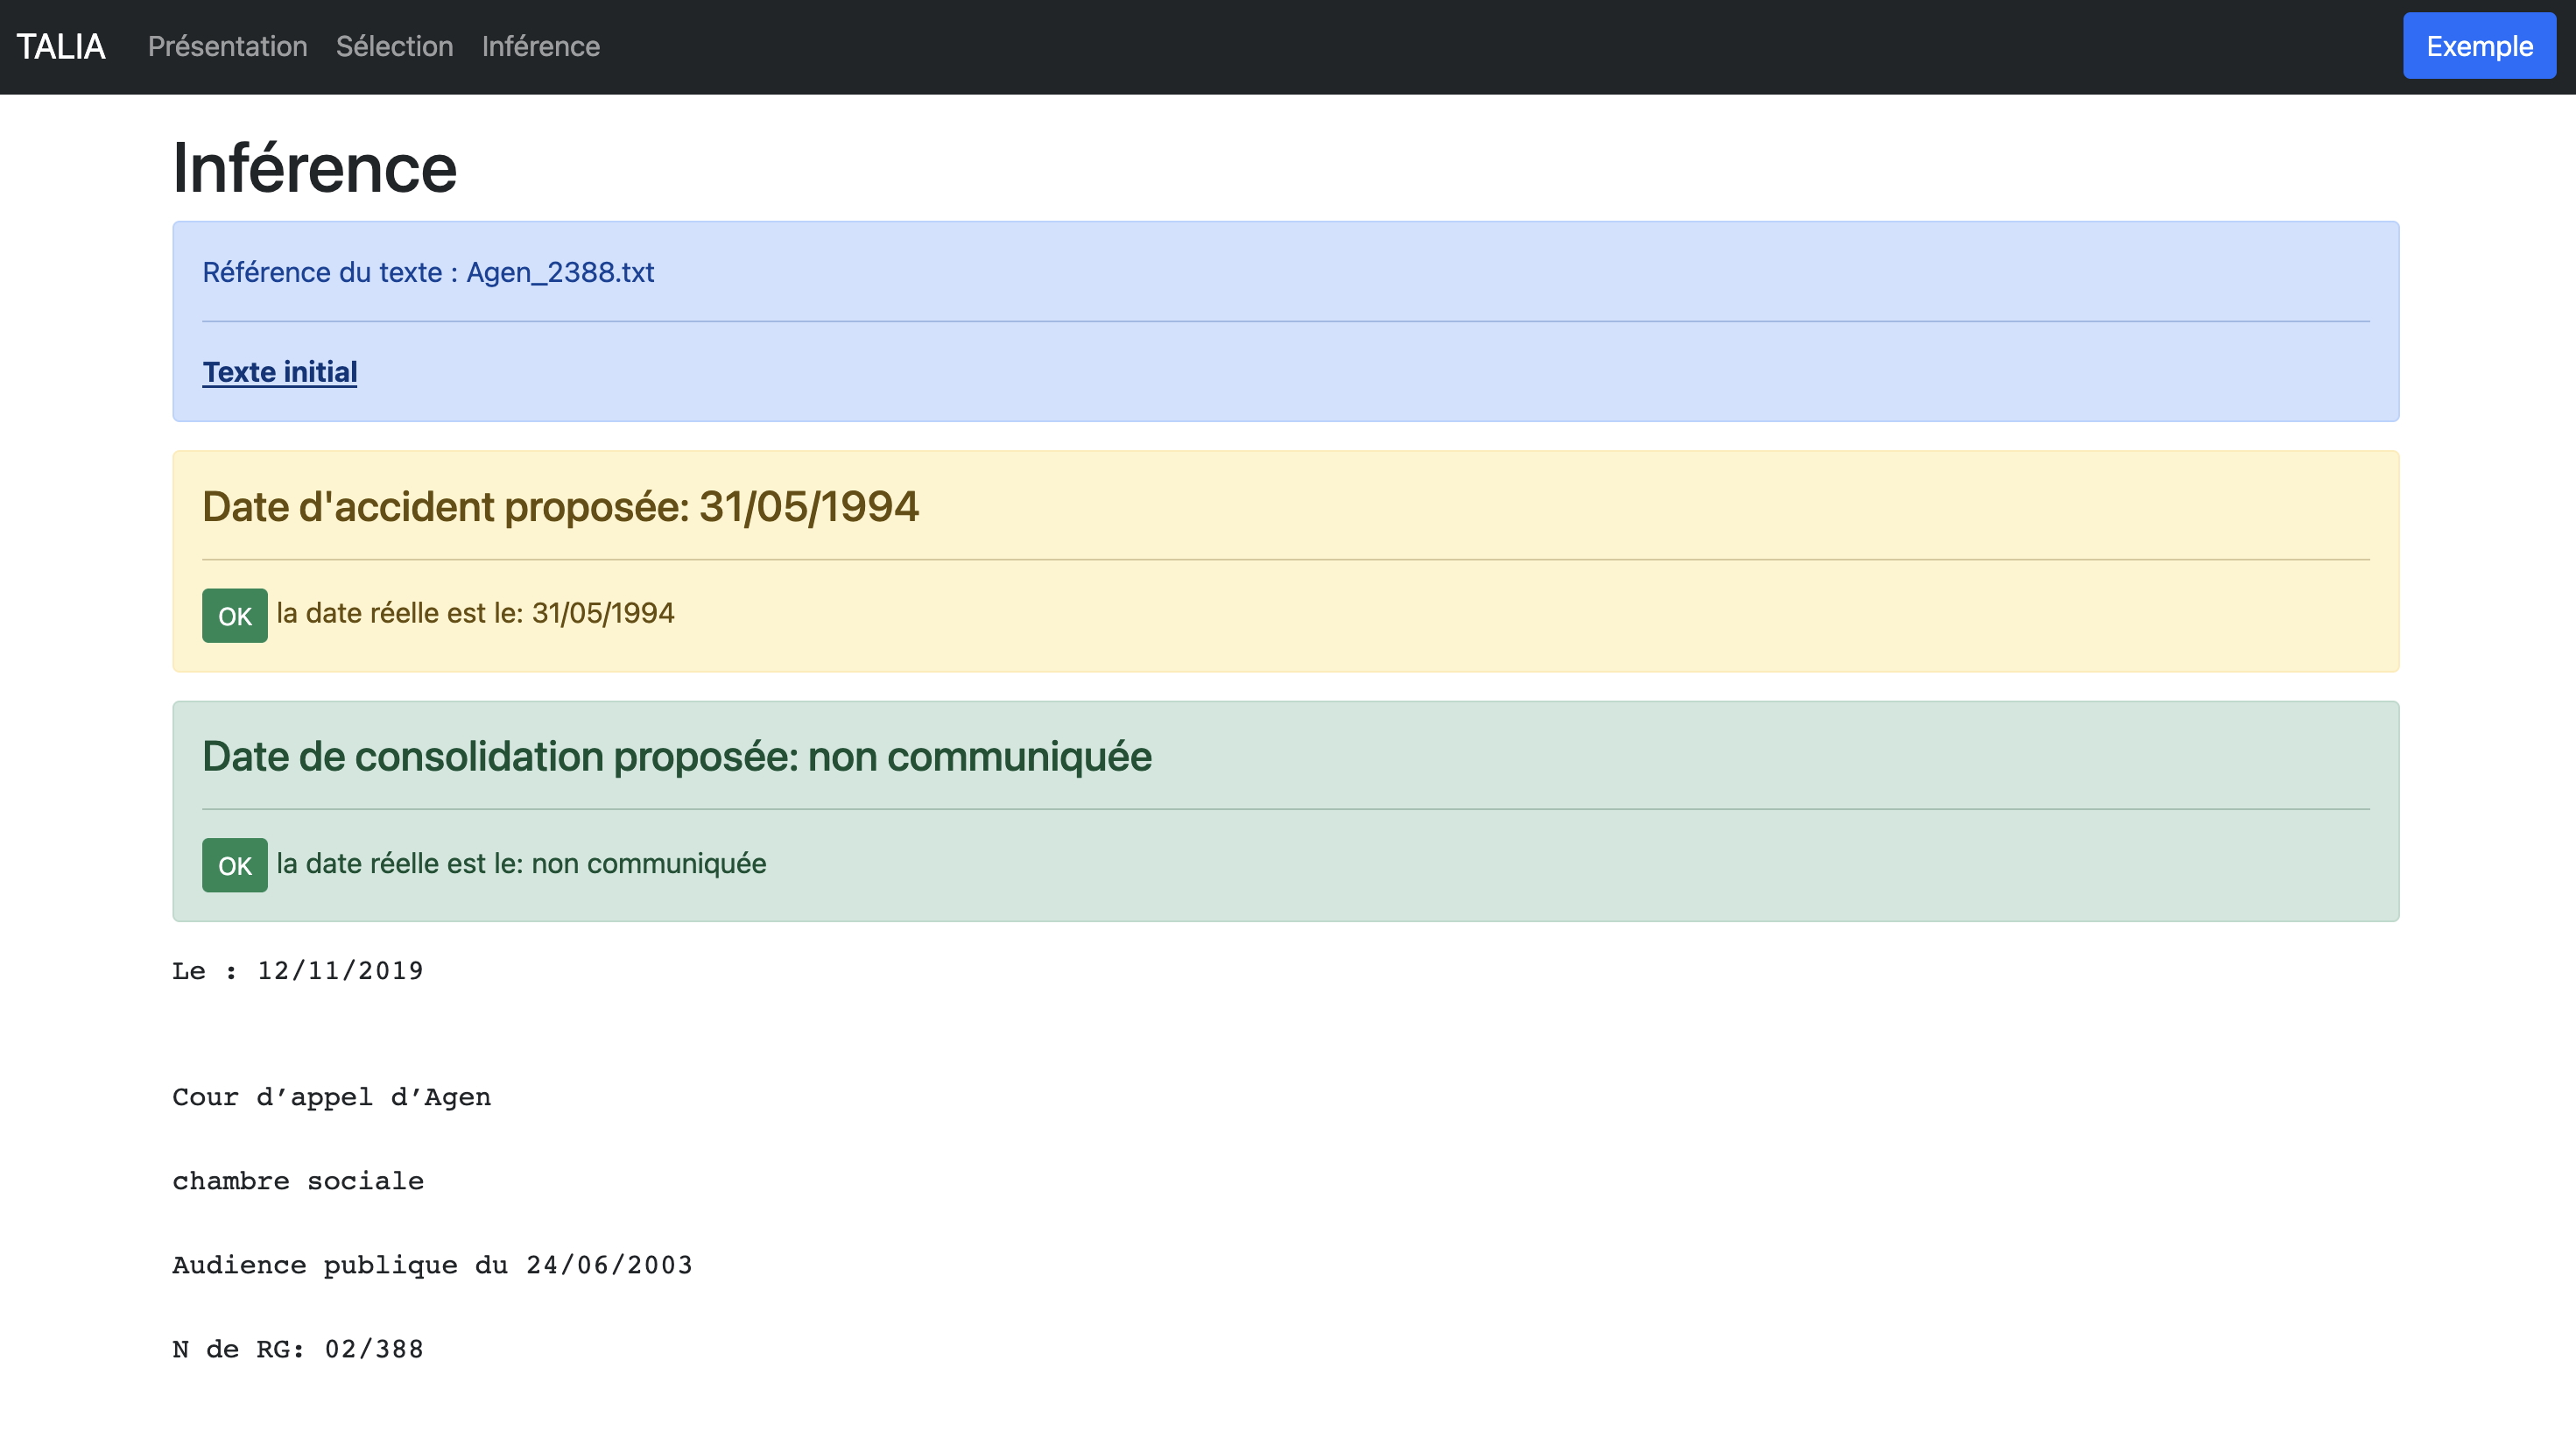 TALIA Présentation Sélection Inférence Exemple
Inférence
Référence du texte : Agen_2388.txt
Texte initial
Date d'accident proposée: 31/05/1994
OK la date réelle est le: 31/05/1994
Date de consolidation proposée: non communiquée
OK la date réelle est le: non communiquée
Le : 12/11/2019
Cour d’appel d’Agen
chambre sociale
Audience publique du 24/06/2003
N de RG: 02/388